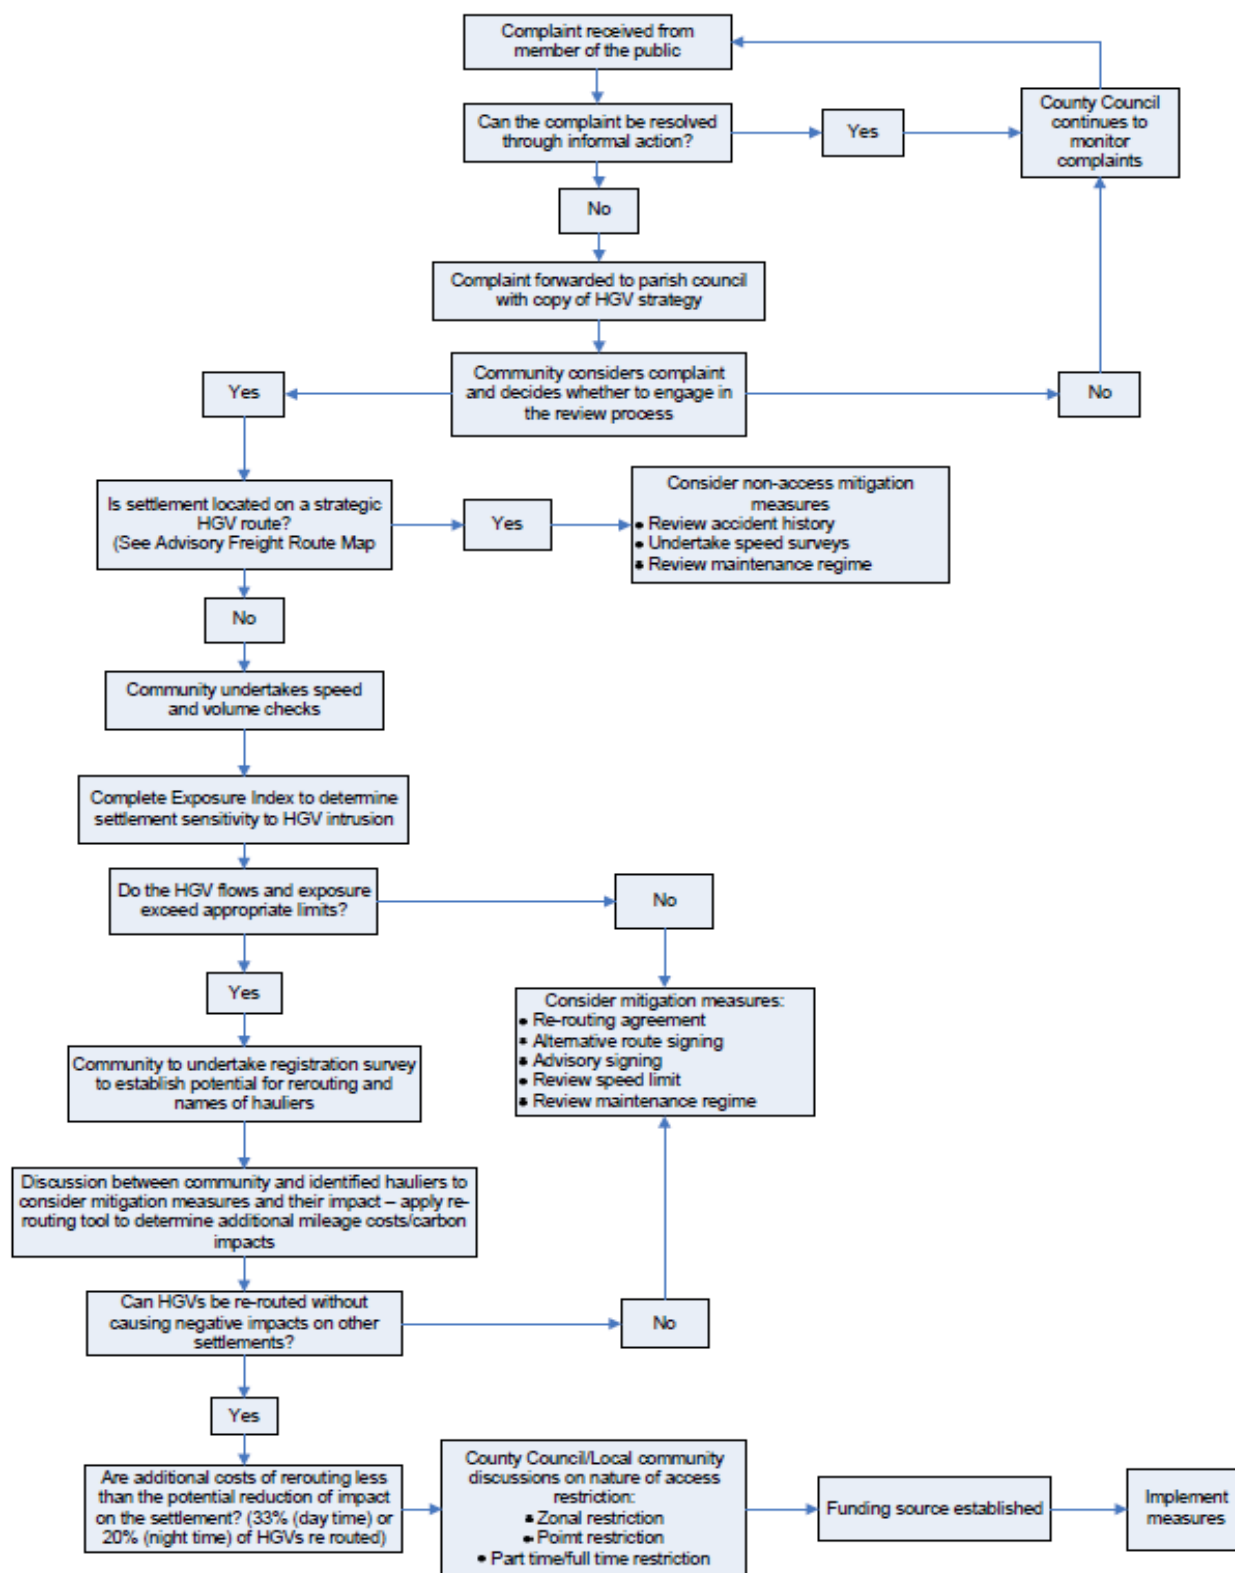 Complaint received from
member of the public
County Council
continues to
monitor
complaints
Can the complaint be resolved
through informal action?
Yes
No
Complaint forwarded to parish council
with copy of HGV strategy
Community considers complaint
and decides whether to engage in
the review process
Yes
No
Is settlement located on a strategic
HGV route?
(See Advisory Freight Route Map
Yes
Consider non-access mitigation
measures
• Review accident history
• Undertake speed surveys
• Review maintenance regime
No
Community undertakes speed
and volume checks
Complete Exposure Index to determine
settlement sensitivity to HGV intrusion
Do the HGV flows and exposure
exceed appropriate limits?
No
Yes
Consider mitigation measures:
• Re-routing agreement
• Alternative route signing
• Advisory signing
• Review speed limit
• Review maintenance regime
Community to undertake registration survey
to establish potential for rerouting and
names of hauliers
Discussion between community and identified hauliers to
consider mitigation measures and their impact – apply re-
routing tool to determine additional mileage costs/carbon
impacts
Can HGVs be re-routed without
causing negative impacts on other
settlements?
No
Yes
Are additional costs of rerouting less
than the potential reduction of impact
on the settlement? (33% (day time) or
20% (night time) of HGVs re routed)
County Council/Local community
discussions on nature of access
restriction:
• Zonal restriction
• Poimt restriction
• Part time/full time restriction
Funding source established
Implement
measures